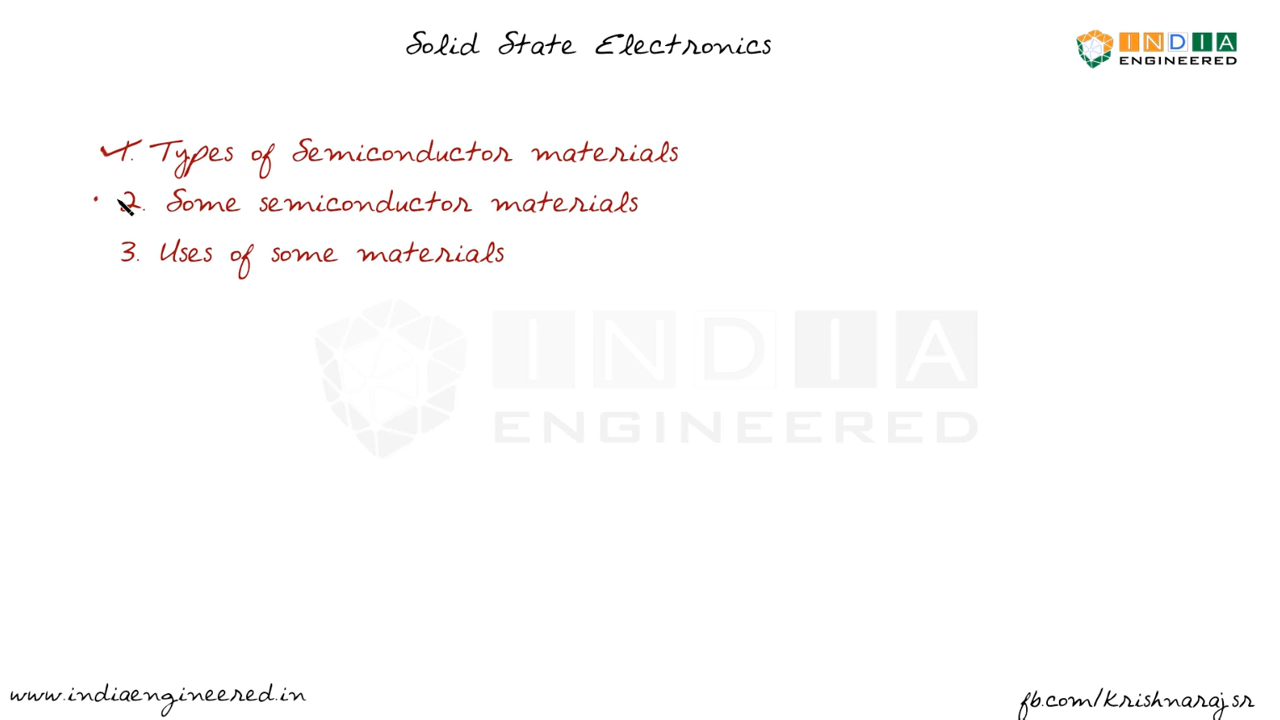 Solid State Electronics
INDIA
ENGINEERED
1. Types of Semiconductor materials
2. Some semiconductor materials
3. Uses of some materials
INDIA
ENGINEERED
www.indiaengineered.in
fb.com/krishnaraj.sr